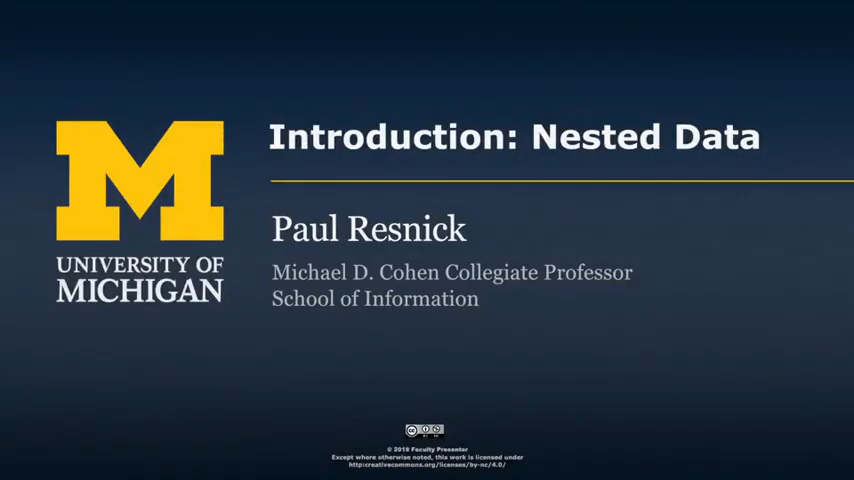 Introduction: Nested Data
Paul Resnick
Michael D. Cohen Collegiate Professor
School of Information
UNIVERSITY OF
MICHIGAN
© 2018 Faculty Presenter
Except where otherwise noted, this work is licensed under
http:creativecommons.org/licenses/by-nc/4.0/